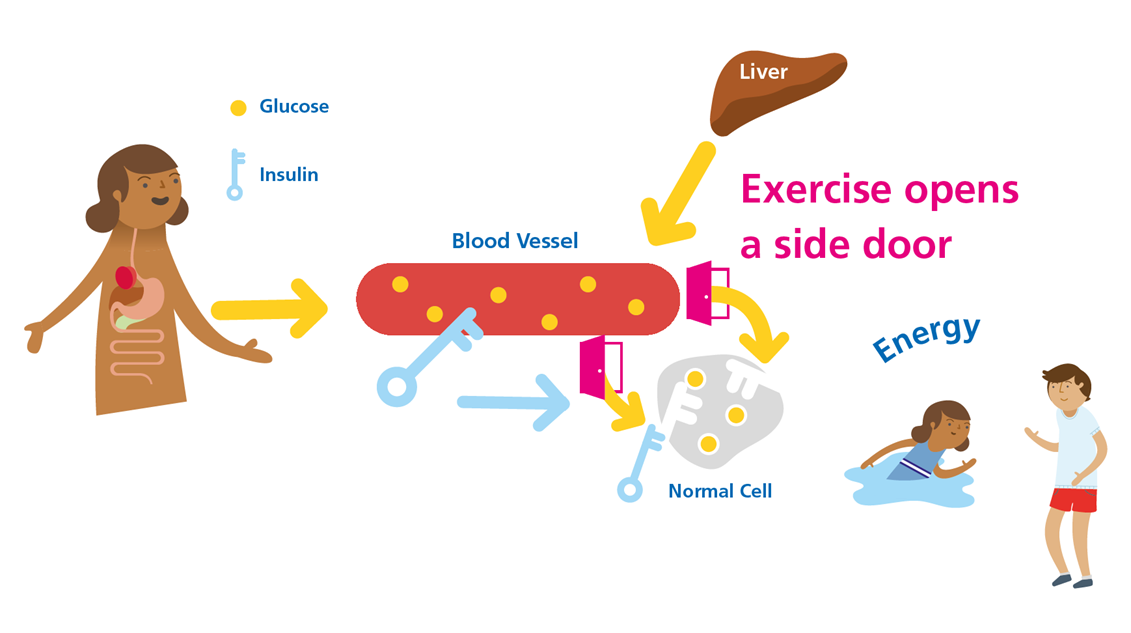 Liver
Glucose
Insulin
Exercise opens
a side door
Blood Vessel
Energy
Normal Cell